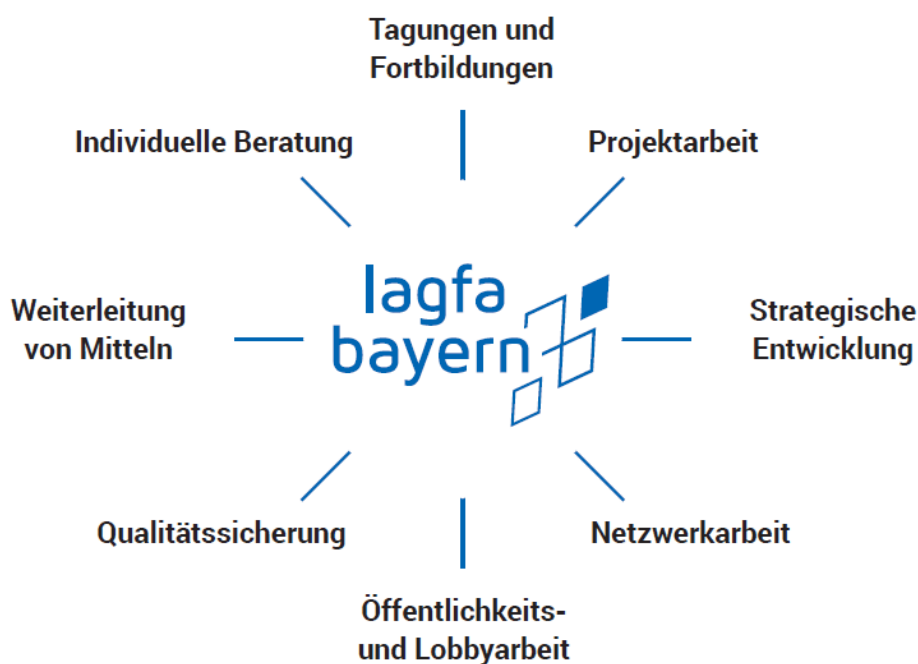 Tagungen und
Fortbildungen
Individuelle Beratung
Projektarbeit
lagfa
bayern
Weiterleitung
von Mitteln
Strategische
Entwicklung
Qualitätssicherung
Netzwerkarbeit
Öffentlichkeits-
und Lobbyarbeit